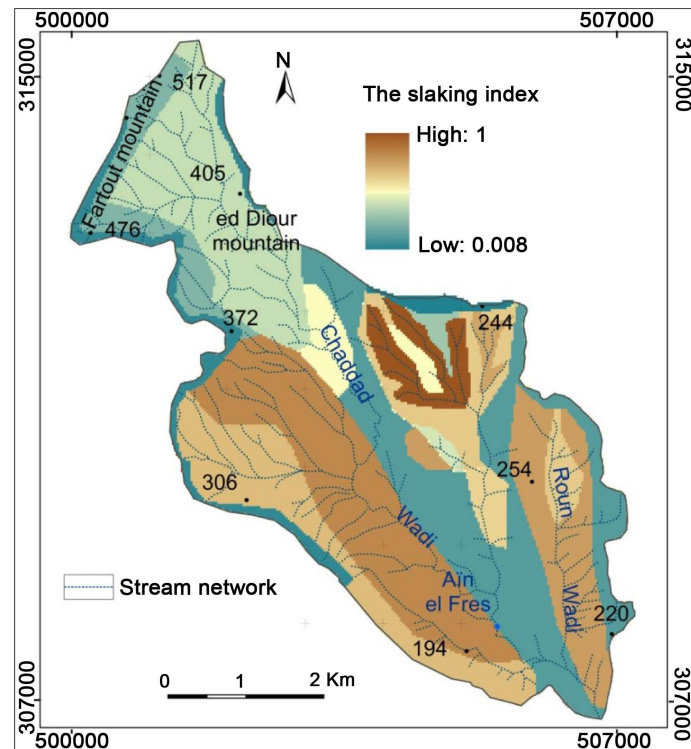 500000
507000
315000
315000
N
517
The slaking index
High: 1
Low: 0.008
Fartout mountain
405
ed Diour
mountain
476
372
244
Chaddad
254
Roun
306
Wadi
Aïn
el Fres
Wadi
Stream network
220
194
0 1 2 Km
307000
307000
500000
507000